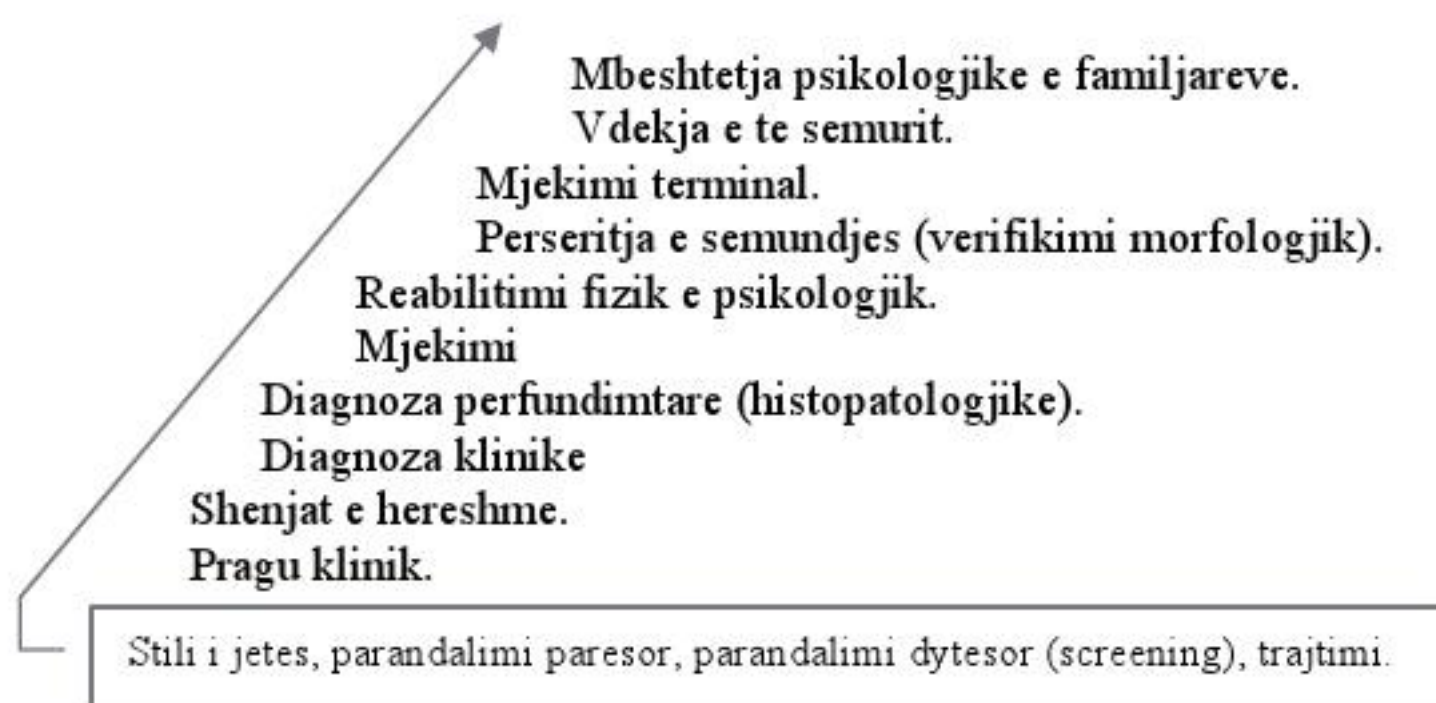 Mbeshtetja psikologjike e familjareve.
Vdekja e te semurit.
Mjekimi terminal.
Perseritja e semundjes (verifikimi morfologjik).
Reabilitimi fizik e psikologjik.
Mjekimi
Diagnoza perfundimtare (histopatologjike).
Diagnoza klinike
Shenjat e hereshme.
Pragu klinik.
Stili i jetes, parandalimi paresor, parandalimi dytesor (screening), trajtimi.